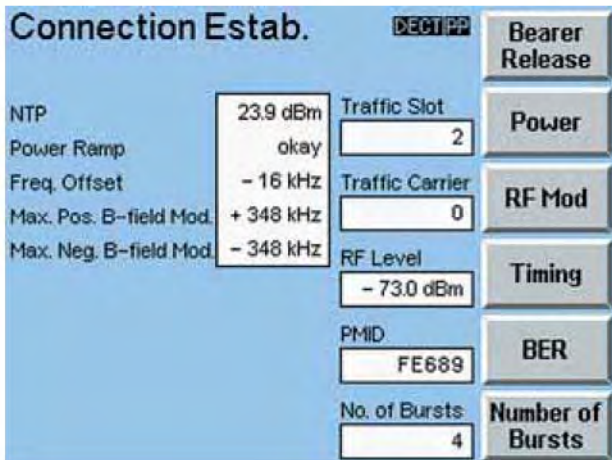 Connection Estab.
DECT PP
NTP 23.9 dBm
Power Ramp okay
Freq. Offset - 16 kHz
Max. Pos. B-field Mod. + 348 kHz
Max. Neg. B-field Mod. - 348 kHz
Traffic Slot
2
Traffic Carrier
0
RF Level
- 73.0 dBm
PMID
FE689
No. of Bursts
4
Bearer
Release
Power
RF Mod
Timing
BER
Number of
Bursts